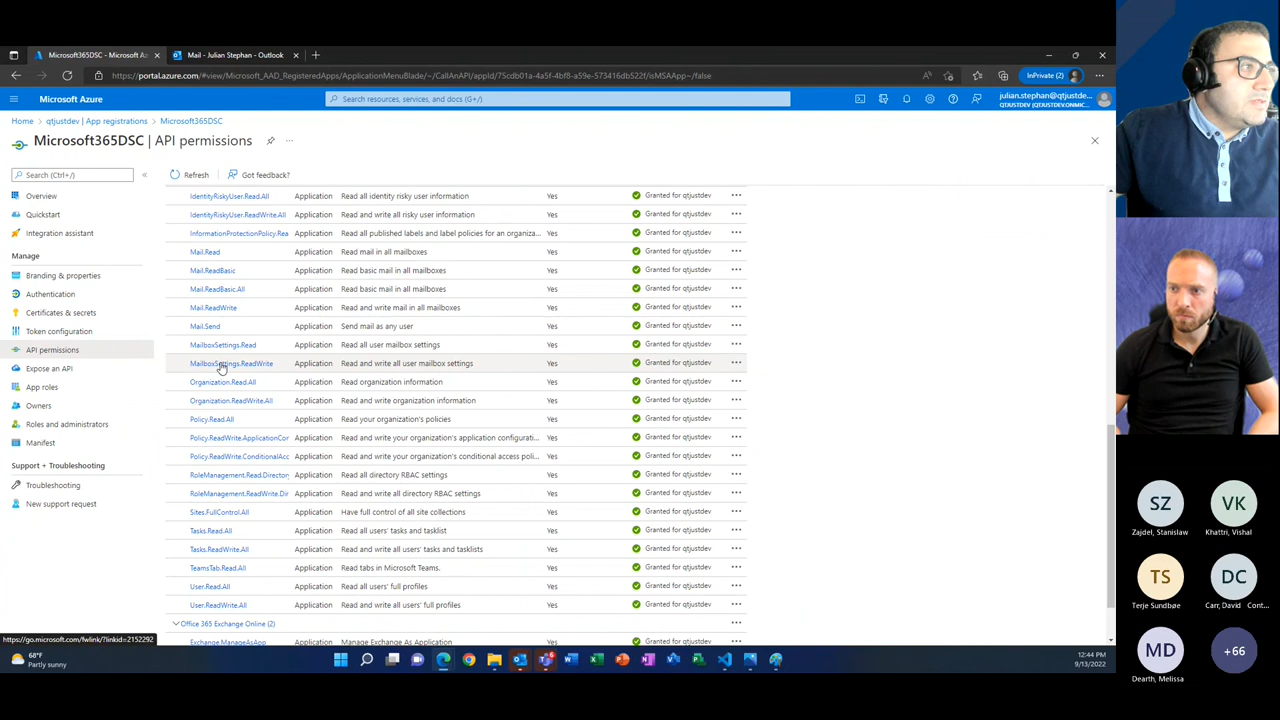 Microsoft365DSC - Microsoft Az
Mail - Julian Stephan - Outlook
https://portal.azure.com/#view/Microsoft_AAD_RegisteredApps/ApplicationMenuBlade/~/CallAnAPI/appId/75cdb01a-4a5f-4bf8-a59e-573416db522f/isMSAApp~/false
InPrivate (2)
Microsoft Azure
Search resources, services, and docs (G+/)
julian.stephan@qtjustde...
QTJUSTDEV (QTJUSTDEV.ONMIC...
Home > qtjustdev | App registrations > Microsoft365DSC
Microsoft365DSC | API permissions
Search (Ctrl+/)
Refresh
Got feedback?
Overview
Quickstart
Integration assistant
Manage
Branding & properties
Authentication
Certificates & secrets
Token configuration
API permissions
Expose an API
App roles
Owners
Roles and administrators
Manifest
Support + Troubleshooting
Troubleshooting
New support request
IdentityRiskyUser.Read.All Application Read all identity risky user information Yes Granted for qtjustdev
IdentityRiskyUser.ReadWrite.All Application Read and write all risky user information Yes Granted for qtjustdev
InformationProtectionPolicy.Rea Application Read all published labels and label policies for an organiza... Yes Granted for qtjustdev
Mail.Read Application Read mail in all mailboxes Yes Granted for qtjustdev
Mail.ReadBasic Application Read basic mail in all mailboxes Yes Granted for qtjustdev
Mail.ReadBasic.All Application Read basic mail in all mailboxes Yes Granted for qtjustdev
Mail.ReadWrite Application Read and write mail in all mailboxes Yes Granted for qtjustdev
Mail.Send Application Send mail as any user Yes Granted for qtjustdev
MailboxSettings.Read Application Read all user mailbox settings Yes Granted for qtjustdev
MailboxSettings.ReadWrite Application Read and write all user mailbox settings Yes Granted for qtjustdev
Organization.Read.All Application Read organization information Yes Granted for qtjustdev
Organization.ReadWrite.All Application Read and write organization information Yes Granted for qtjustdev
Policy.Read.All Application Read your organization's policies Yes Granted for qtjustdev
Policy.ReadWrite.ApplicationCor Application Read and write your organization's application configurati... Yes Granted for qtjustdev
Policy.ReadWrite.ConditionalAcc Application Read and write your organization's conditional access poli... Yes Granted for qtjustdev
RoleManagement.Read.Directory Application Read all directory RBAC settings Yes Granted for qtjustdev
RoleManagement.ReadWrite.Dir Application Read and write all directory RBAC settings Yes Granted for qtjustdev
Sites.FullControl.All Application Have full control of all site collections Yes Granted for qtjustdev
Tasks.Read.All Application Read all users' tasks and tasklist Yes Granted for qtjustdev
Tasks.ReadWrite.All Application Read and write all users' tasks and tasklists Yes Granted for qtjustdev
TeamsTab.Read.All Application Read tabs in Microsoft Teams. Yes Granted for qtjustdev
User.Read.All Application Read all users' full profiles Yes Granted for qtjustdev
User.ReadWrite.All Application Read and write all users' full profiles Yes Granted for qtjustdev
Office 365 Exchange Online (2)
Exchange.ManageAsApp Application Manage Exchange As Application Yes Granted for qtjustdev
https://go.microsoft.com/fwlink/?linkid=2152292
68°F
Partly sunny
12:44 PM
9/13/2022
SZ
Zajdel, Stanislaw
VK
Khattri, Vishal
TS
Terje Sundbøe
DC
Carr, David Cont...
MD
Dearth, Melissa
+66